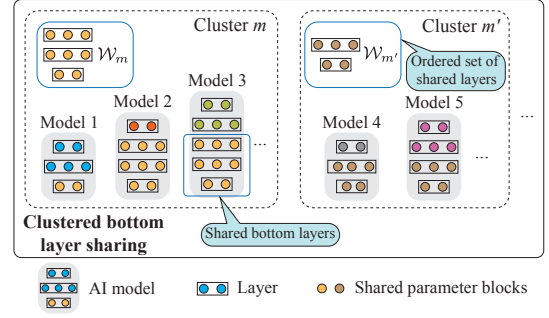 Cluster m
Cluster m′
𝒲ₘ
𝒲ₘ′
Ordered set of
shared layers
Model 3
Model 2
Model 1
Model 5
Model 4
...
...
...
Clustered bottom
layer sharing
Shared bottom layers
AI model
Layer
Shared parameter blocks